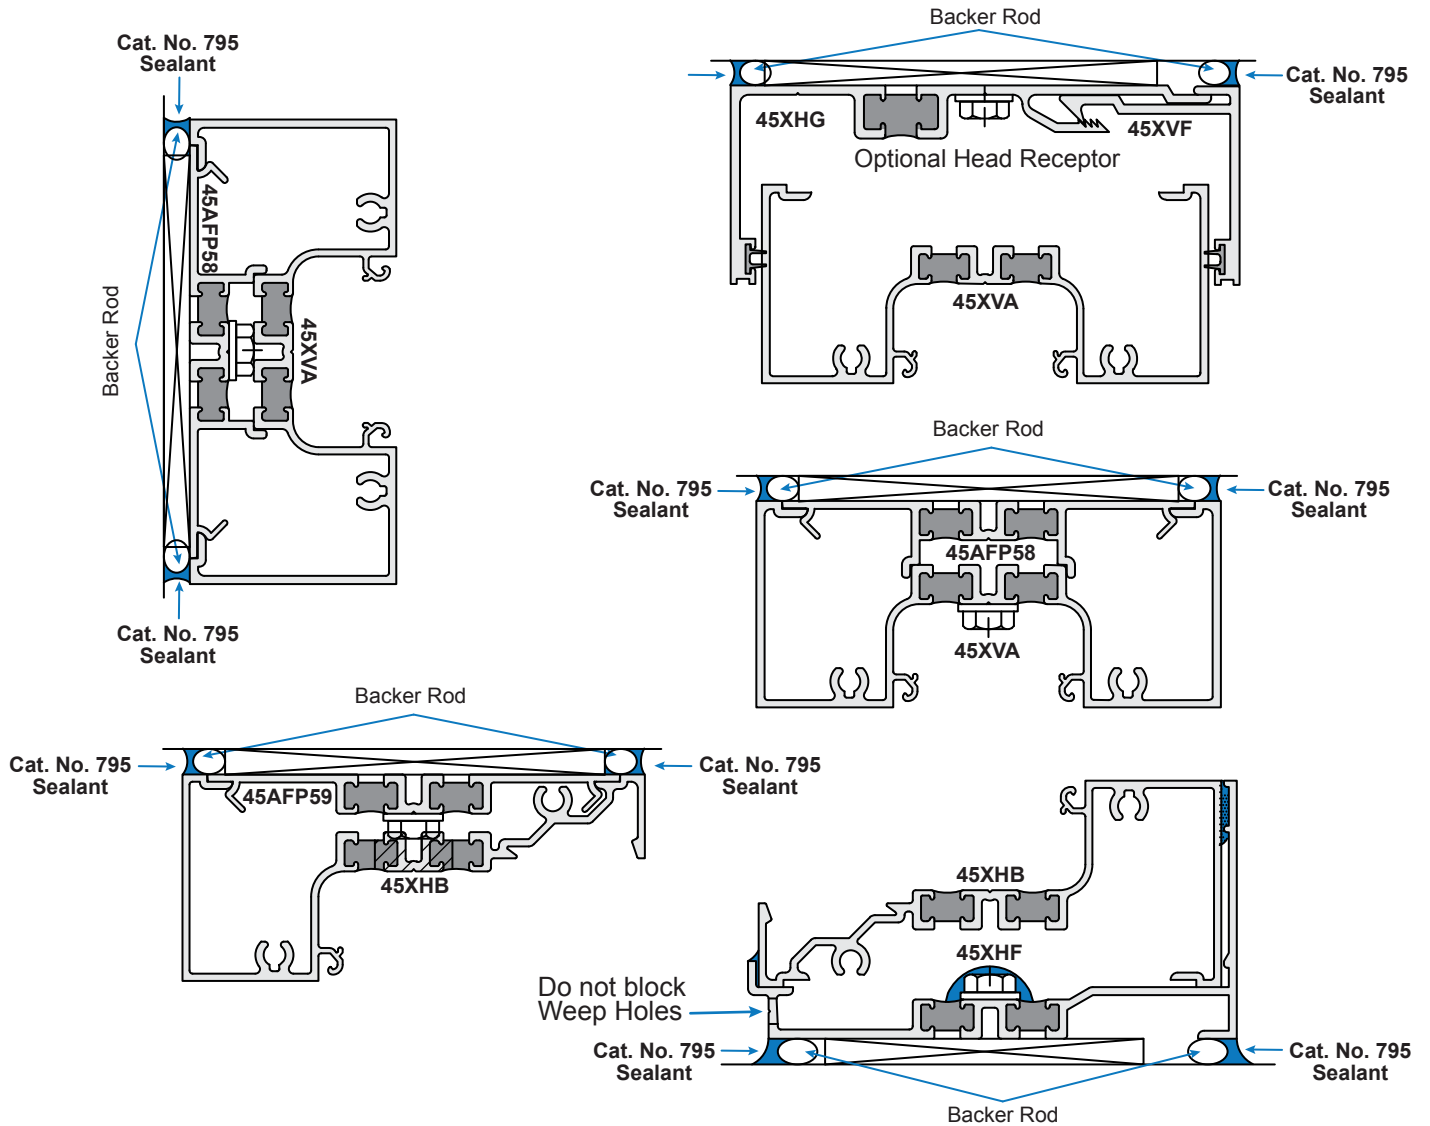 Cat. No. 795
Sealant
45AFP58
45XVA
Backer Rod
Cat. No. 795
Sealant
Backer Rod
Cat. No. 795
Sealant
45XHG
45XVF
Optional Head Receptor
45XVA
Backer Rod
Cat. No. 795
Sealant
Cat. No. 795
Sealant
45AFP58
45XVA
Backer Rod
Cat. No. 795
Sealant
Cat. No. 795
Sealant
45AFP59
45XHB
45XHB
45XHF
Do not block
Weep Holes
Cat. No. 795
Sealant
Cat. No. 795
Sealant
Backer Rod